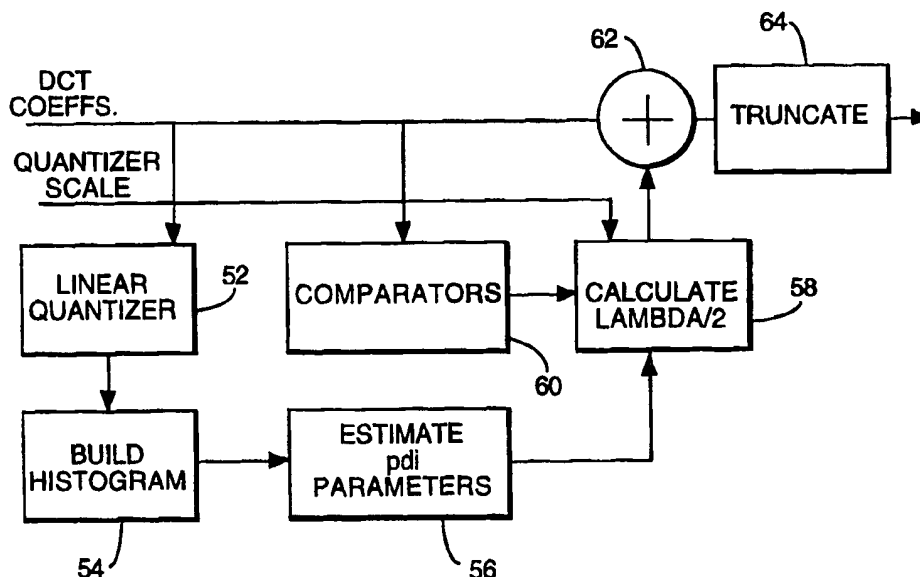 62
64
DCT
COEFFS.
TRUNCATE
QUANTIZER
SCALE
LINEAR
QUANTIZER
52
COMPARATORS
60
CALCULATE
LAMBDA/2
58
BUILD
HISTOGRAM
54
ESTIMATE
pdi
PARAMETERS
56